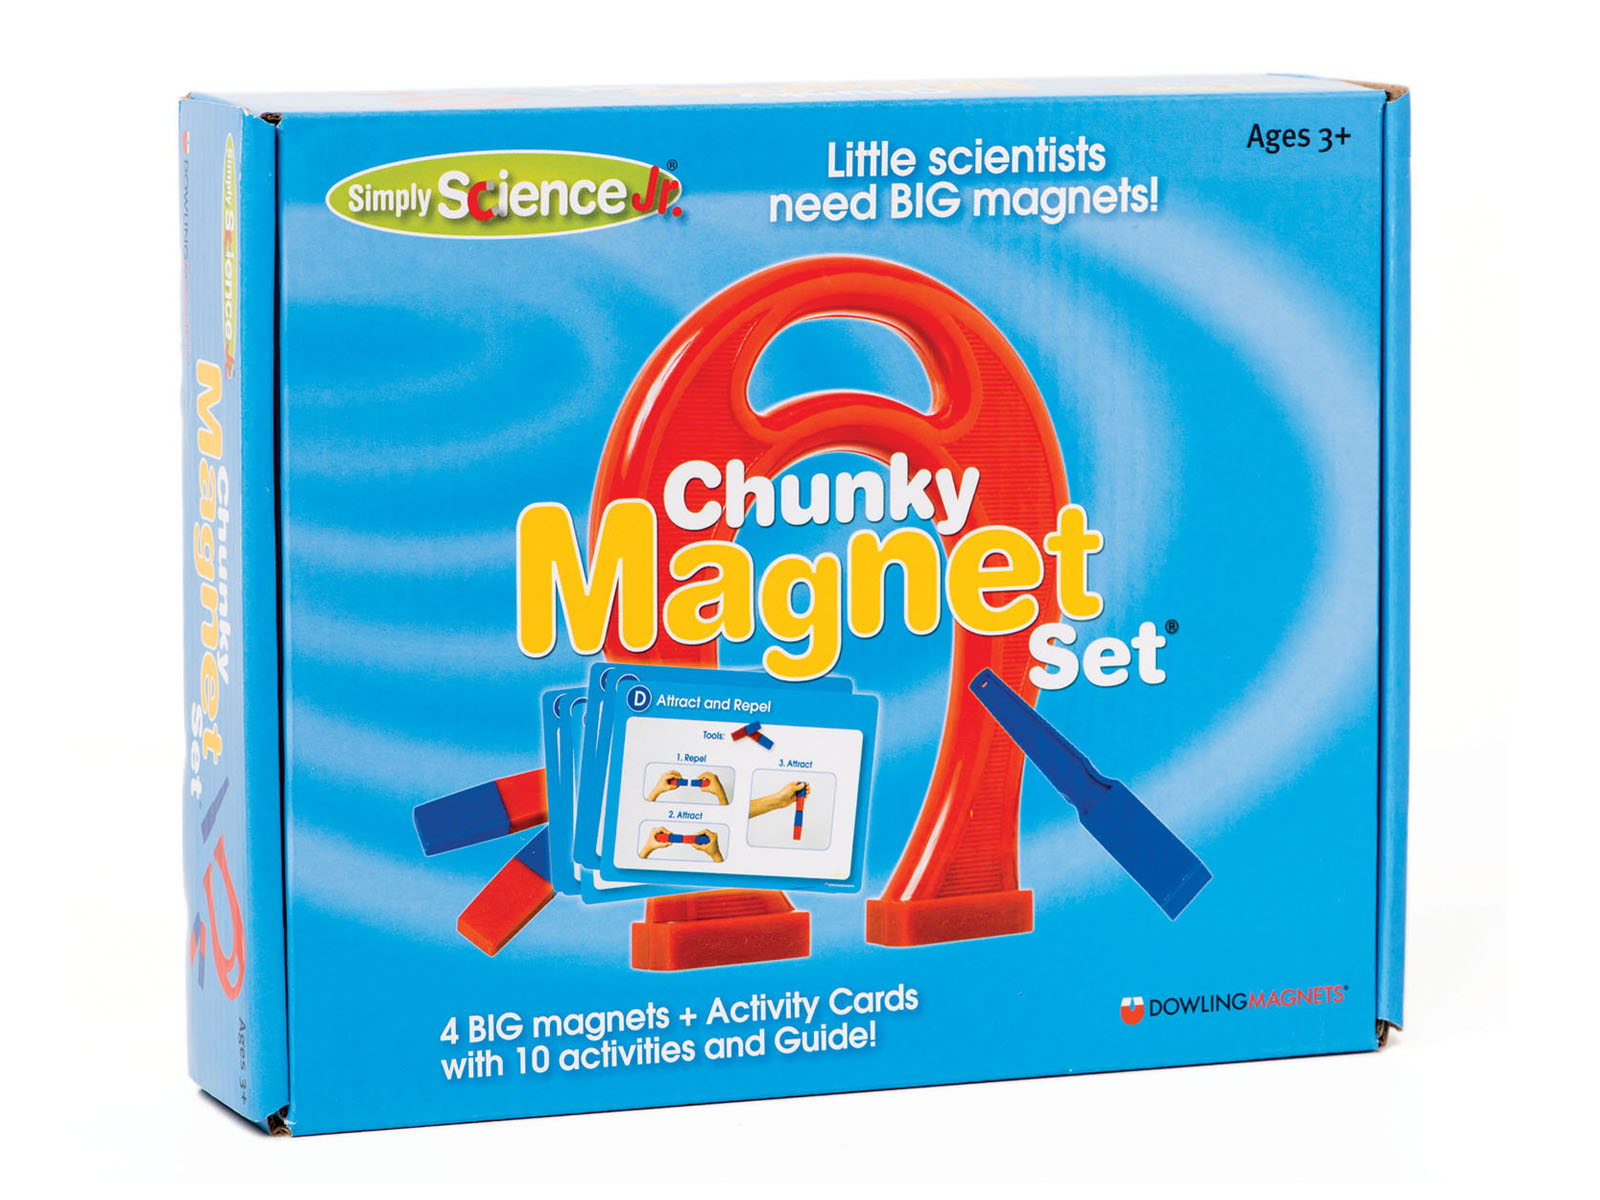 Simply Science Jr.®
Little scientists
need BIG magnets!
Ages 3+
Chunky
Magnet
Set®
D Attract and Repel
Tools:
1. Repel
3. Attract
2. Attract
4 BIG magnets + Activity Cards
with 10 activities and Guide!
DOWLINGMAGNETS®
DOWLINGMAGNETS
Simply Science Jr.
Chunky
Magnet
Set
Ages 3+